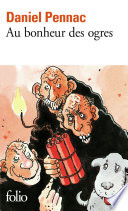 Daniel Pennac
Au bonheur des ogres
folio